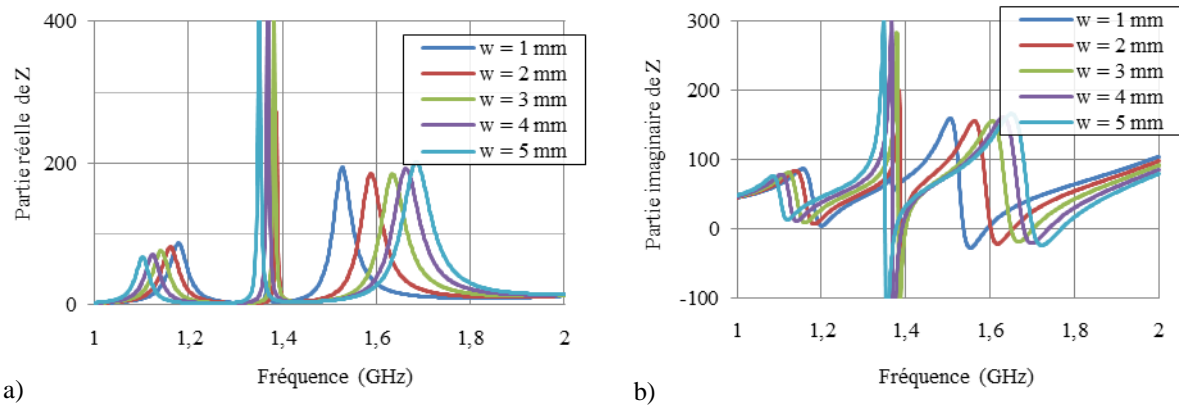 400
200
0
Partie réelle de Z
w = 1 mm
w = 2 mm
w = 3 mm
w = 4 mm
w = 5 mm
1 1,2 1,4 1,6 1,8 2
Fréquence (GHz)
a)
300
200
150
100
50
0
-50
-100
Partie imaginaire de Z
w = 1 mm
w = 2 mm
w = 3 mm
w = 4 mm
w = 5 mm
1 1,2 1,4 1,6 1,8 2
Fréquence (GHz)
b)